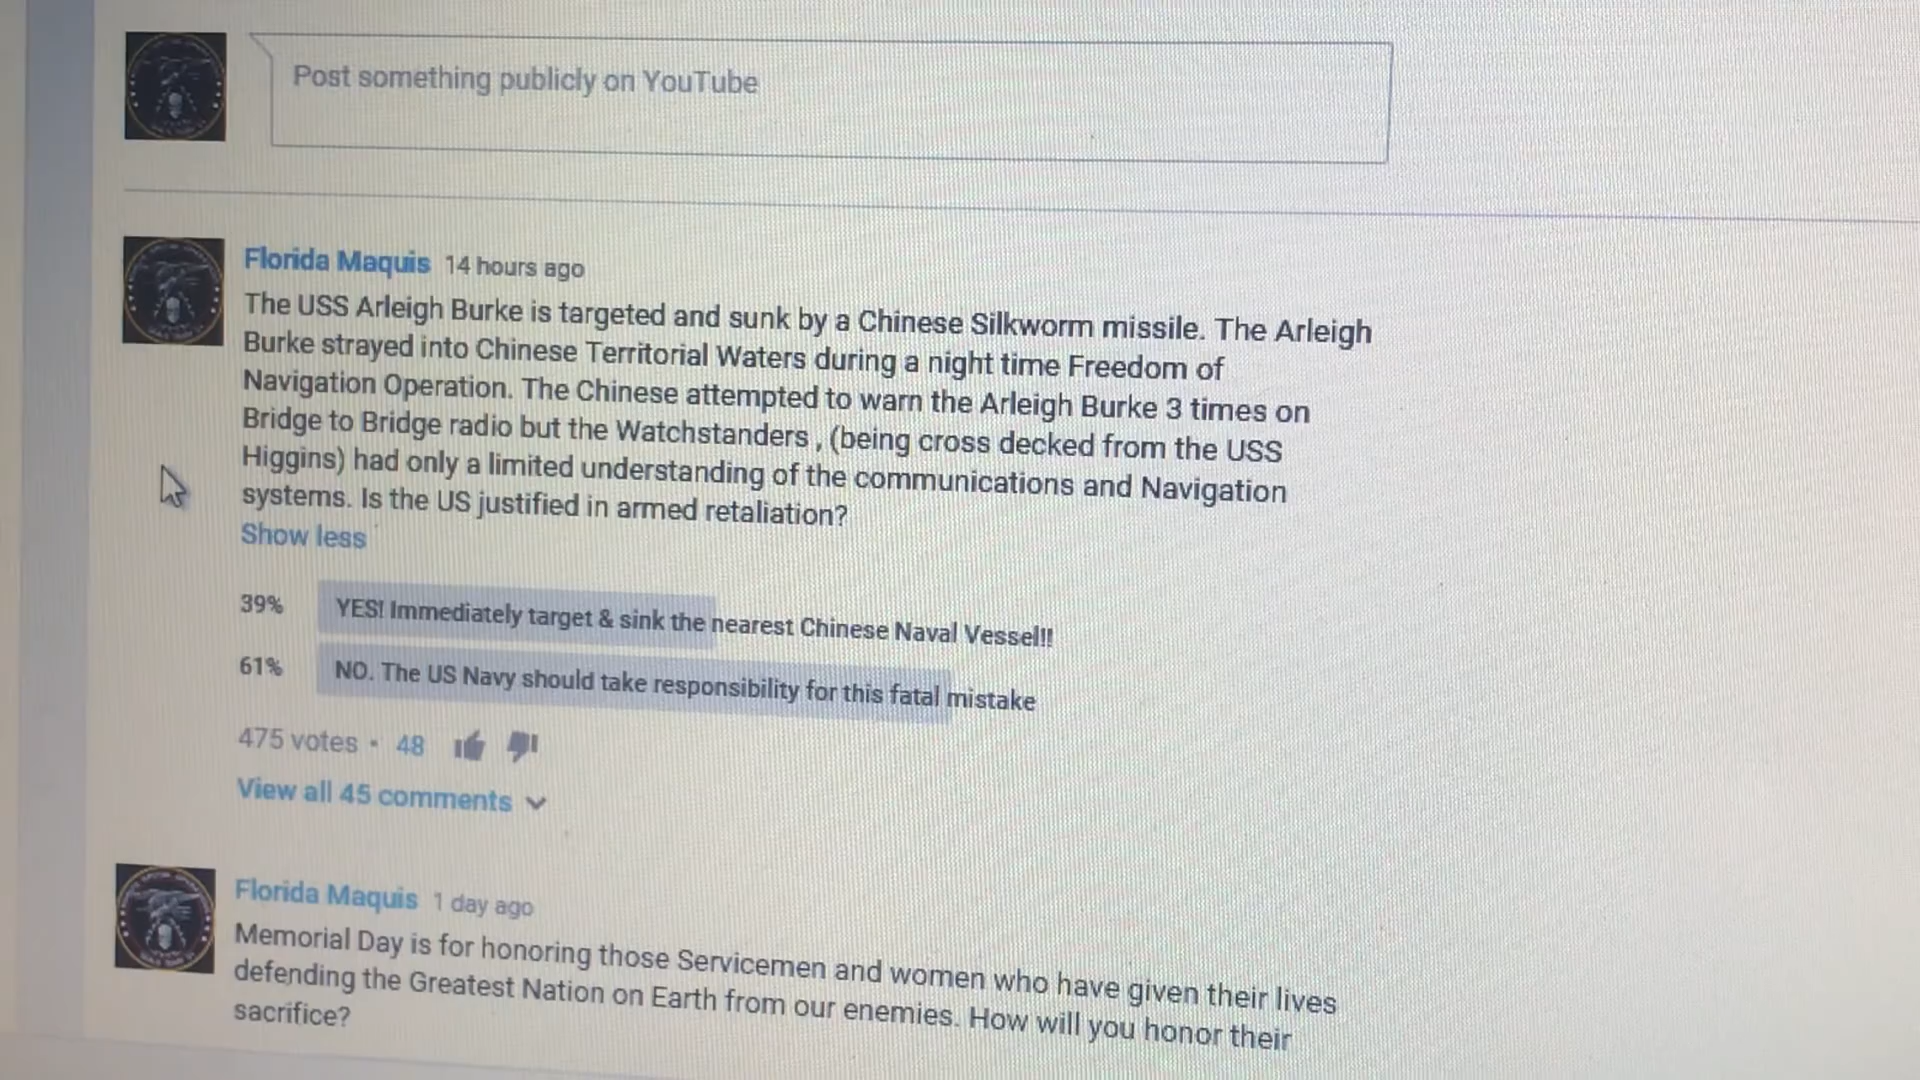 Post something publicly on YouTube
Florida Maquis 14 hours ago
The USS Arleigh Burke is targeted and sunk by a Chinese Silkworm missile. The Arleigh
Burke strayed into Chinese Territorial Waters during a night time Freedom of
Navigation Operation. The Chinese attempted to warn the Arleigh Burke 3 times on
Bridge to Bridge radio but the Watchstanders , (being cross decked from the USS
Higgins) had only a limited understanding of the communications and Navigation
systems. Is the US justified in armed retaliation?
Show less
39% YES! Immediately target & sink the nearest Chinese Naval Vessel!!
61% NO. The US Navy should take responsibility for this fatal mistake
475 votes • 48
View all 45 comments
Florida Maquis 1 day ago
Memorial Day is for honoring those Servicemen and women who have given their lives
defending the Greatest Nation on Earth from our enemies. How will you honor their
sacrifice?